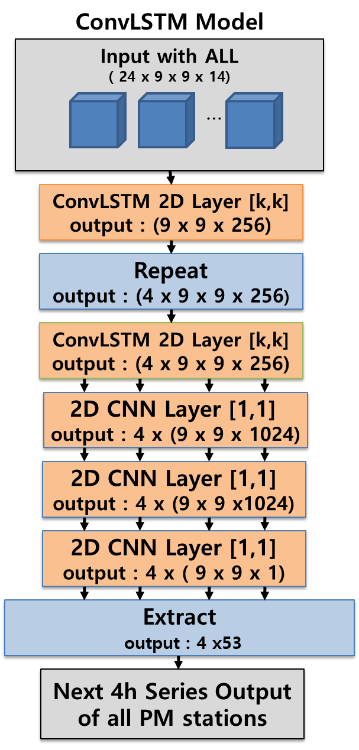 ConvLSTM Model
Input with ALL
( 24 x 9 x 9 x 14)
...
ConvLSTM 2D Layer [k,k]
output : (9 x 9 x 256)
Repeat
output : (4 x 9 x 9 x 256)
ConvLSTM 2D Layer [k,k]
output : (4 x 9 x 9 x 256)
2D CNN Layer [1,1]
output : 4 x (9 x 9 x 1024)
2D CNN Layer [1,1]
output : 4 x (9 x 9 x1024)
2D CNN Layer [1,1]
output : 4 x ( 9 x 9 x 1)
Extract
output : 4 x53
Next 4h Series Output
of all PM stations